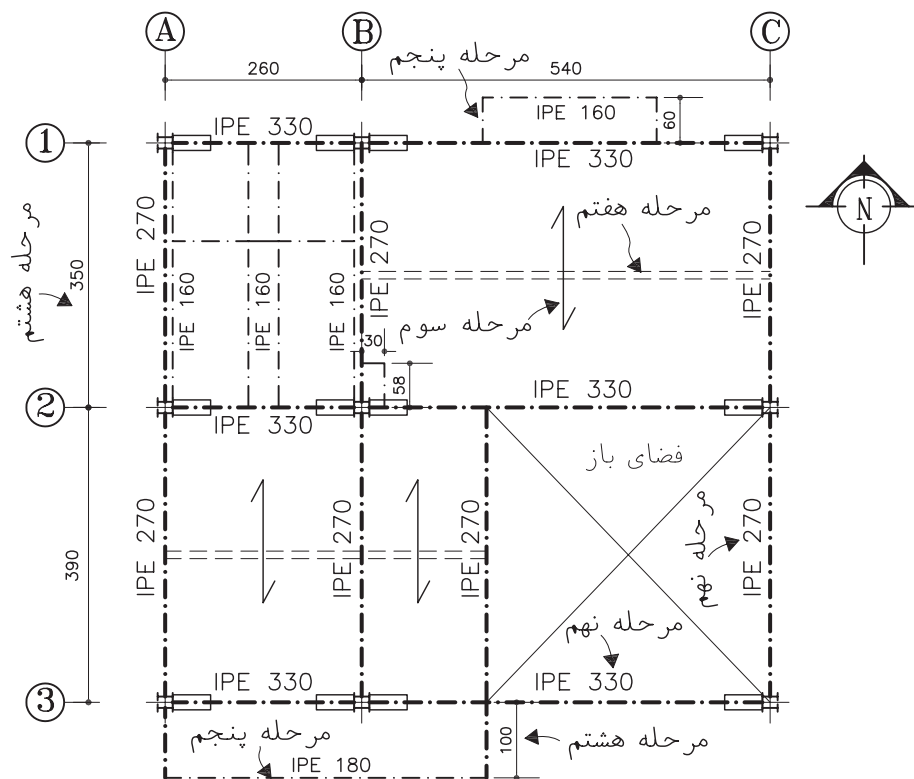 A B C
260 540
مرحله پنجم
IPE 160
60
1
IPE 330
IPE 330
N
مرحله هشتم
350
IPE 270
IPE 160
IPE 160
IPE 160
IPE 270
مرحله هفتم
IPE 270
مرحله سوم
30
58
2
IPE 330
IPE 330
فضای باز
390
IPE 270
IPE 270
مرحله نهم
IPE 270
مرحله نهم
3
IPE 330
IPE 330
مرحله پنجم
IPE 180
100
مرحله هشتم